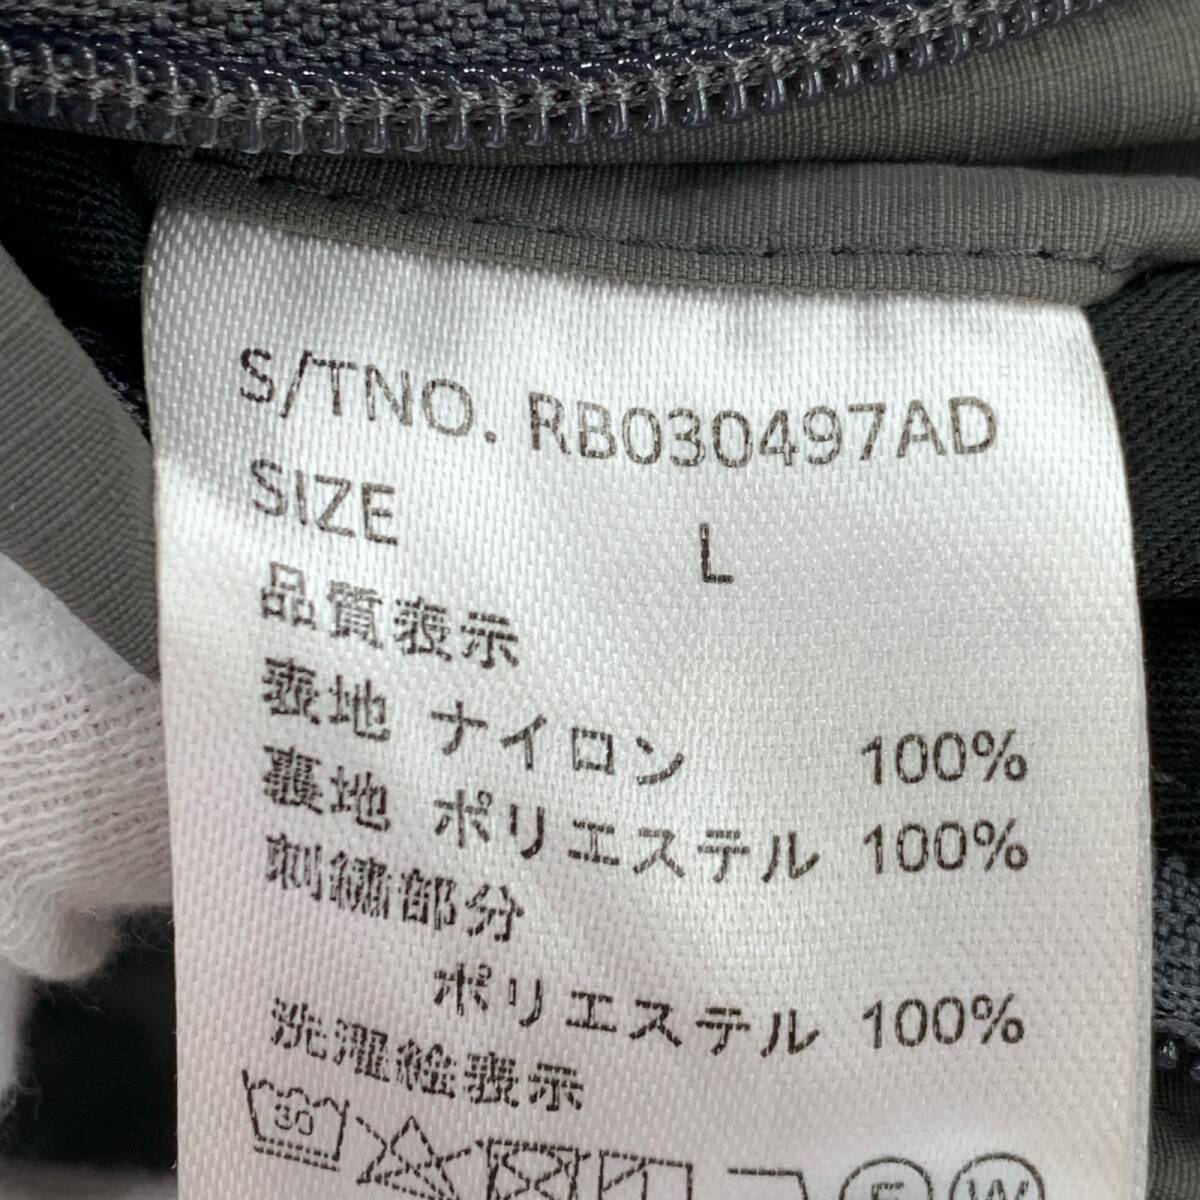 S/TNO. RB030497AD
SIZE L
品質表示
表地 ナイロン 100%
裏地 ポリエステル 100%
刺繍部分
ポリエステル 100%
洗濯絵表示
30 F W